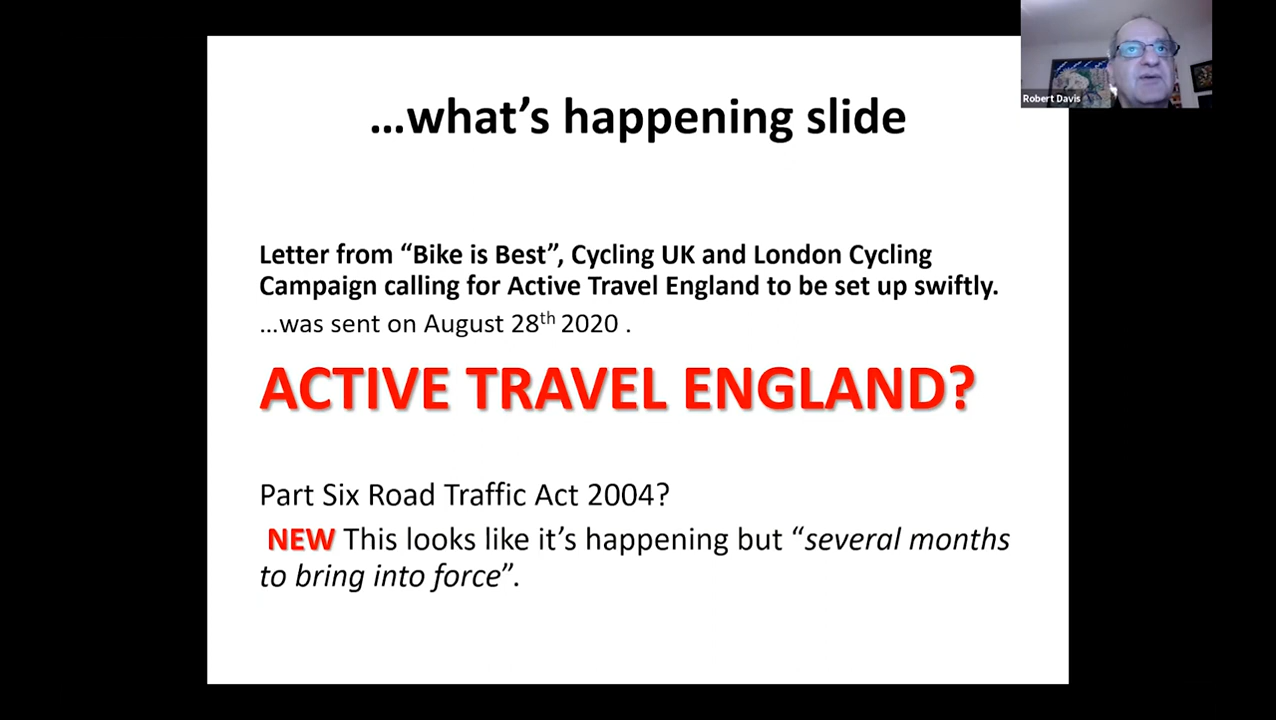 …what's happening slide
Robert Davis
Letter from “Bike is Best”, Cycling UK and London Cycling
Campaign calling for Active Travel England to be set up swiftly.
…was sent on August 28th 2020 .
ACTIVE TRAVEL ENGLAND?
Part Six Road Traffic Act 2004?
NEW This looks like it’s happening but “several months
to bring into force”.